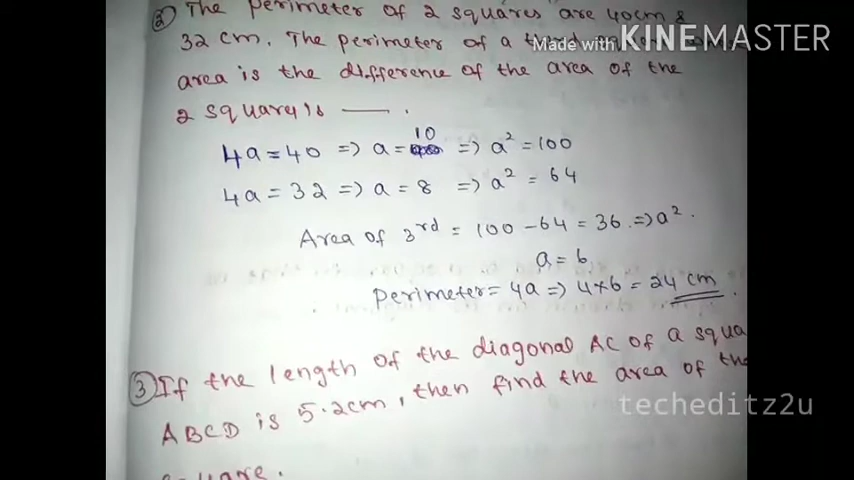 ② The perimeter of 2 squares are 40cm &
32 cm. The perimeter of a
Made with KINEMASTER
area is the difference of the area of the
2 square is ——— .
4a = 40 => a = 10 => a² = 100
4a = 32 => a = 8 => a² = 64
Area of 3rd = 100 - 64 = 36 => a².
a = 6
Perimeter = 4a => 4×6 = 24 cm.
③ If the length of the diagonal AC of a squa
ABCD is 5.2cm, then find the area of the
techeditz2u
square.